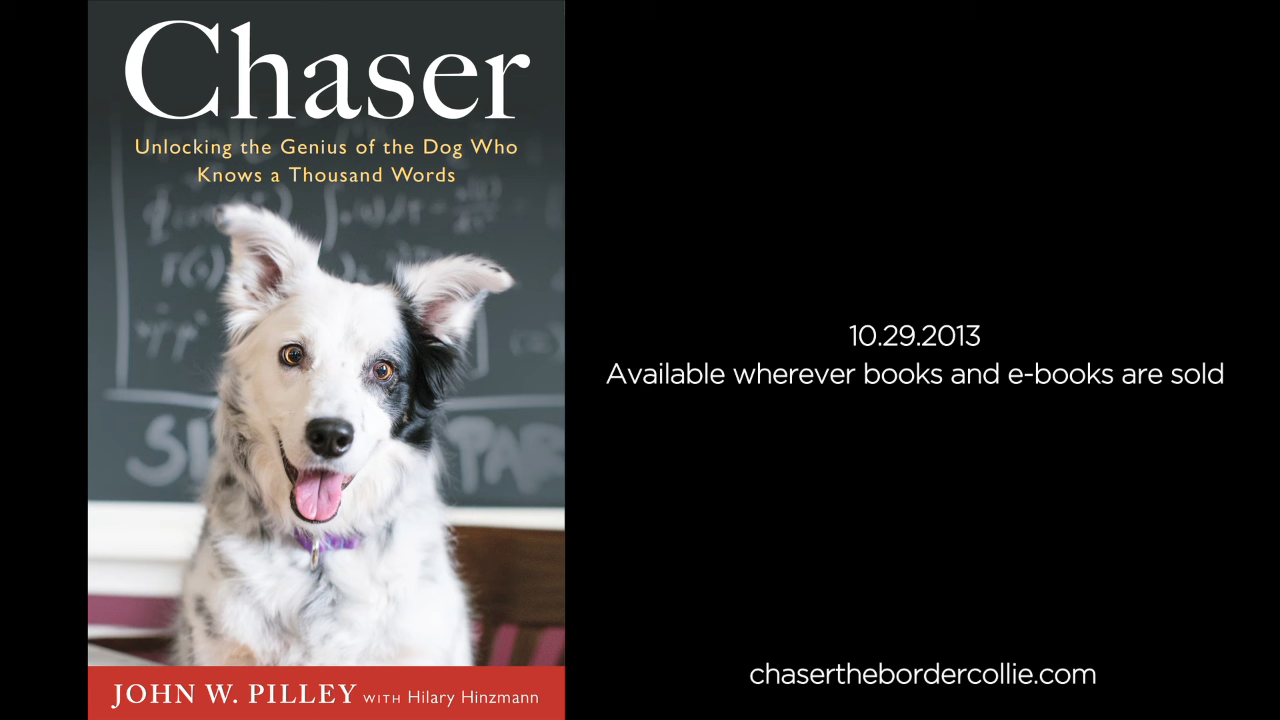 Chaser
Unlocking the Genius of the Dog Who
Knows a Thousand Words
JOHN W. PILLEY WITH Hilary Hinzmann
10.29.2013
Available wherever books and e-books are sold
chaserthebordercollie.com